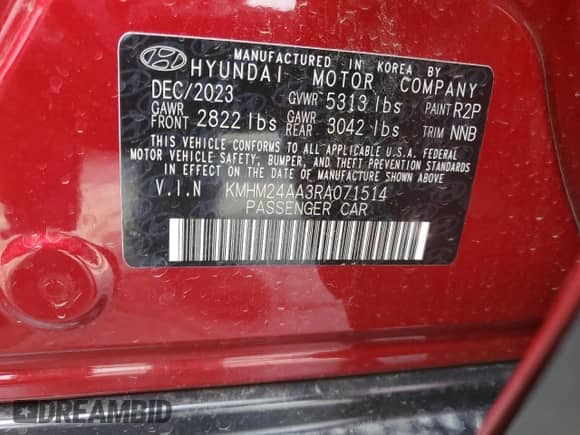 MANUFACTURED IN KOREA BY
HYUNDAI MOTOR COMPANY
DEC/2023 GVWR 5313 lbs PAINT R2P
GAWR FRONT 2822 lbs GAWR REAR 3042 lbs TRIM NNB
THIS VEHICLE CONFORMS TO ALL APPLICABLE U.S.A. FEDERAL
MOTOR VEHICLE SAFETY, BUMPER, AND THEFT PREVENTION STANDARDS
IN EFFECT ON THE DATE OF MANUFACTURE SHOWN ABOVE.
V.I.N KMHM24AA3RA071514
PASSENGER CAR
DREAMBID